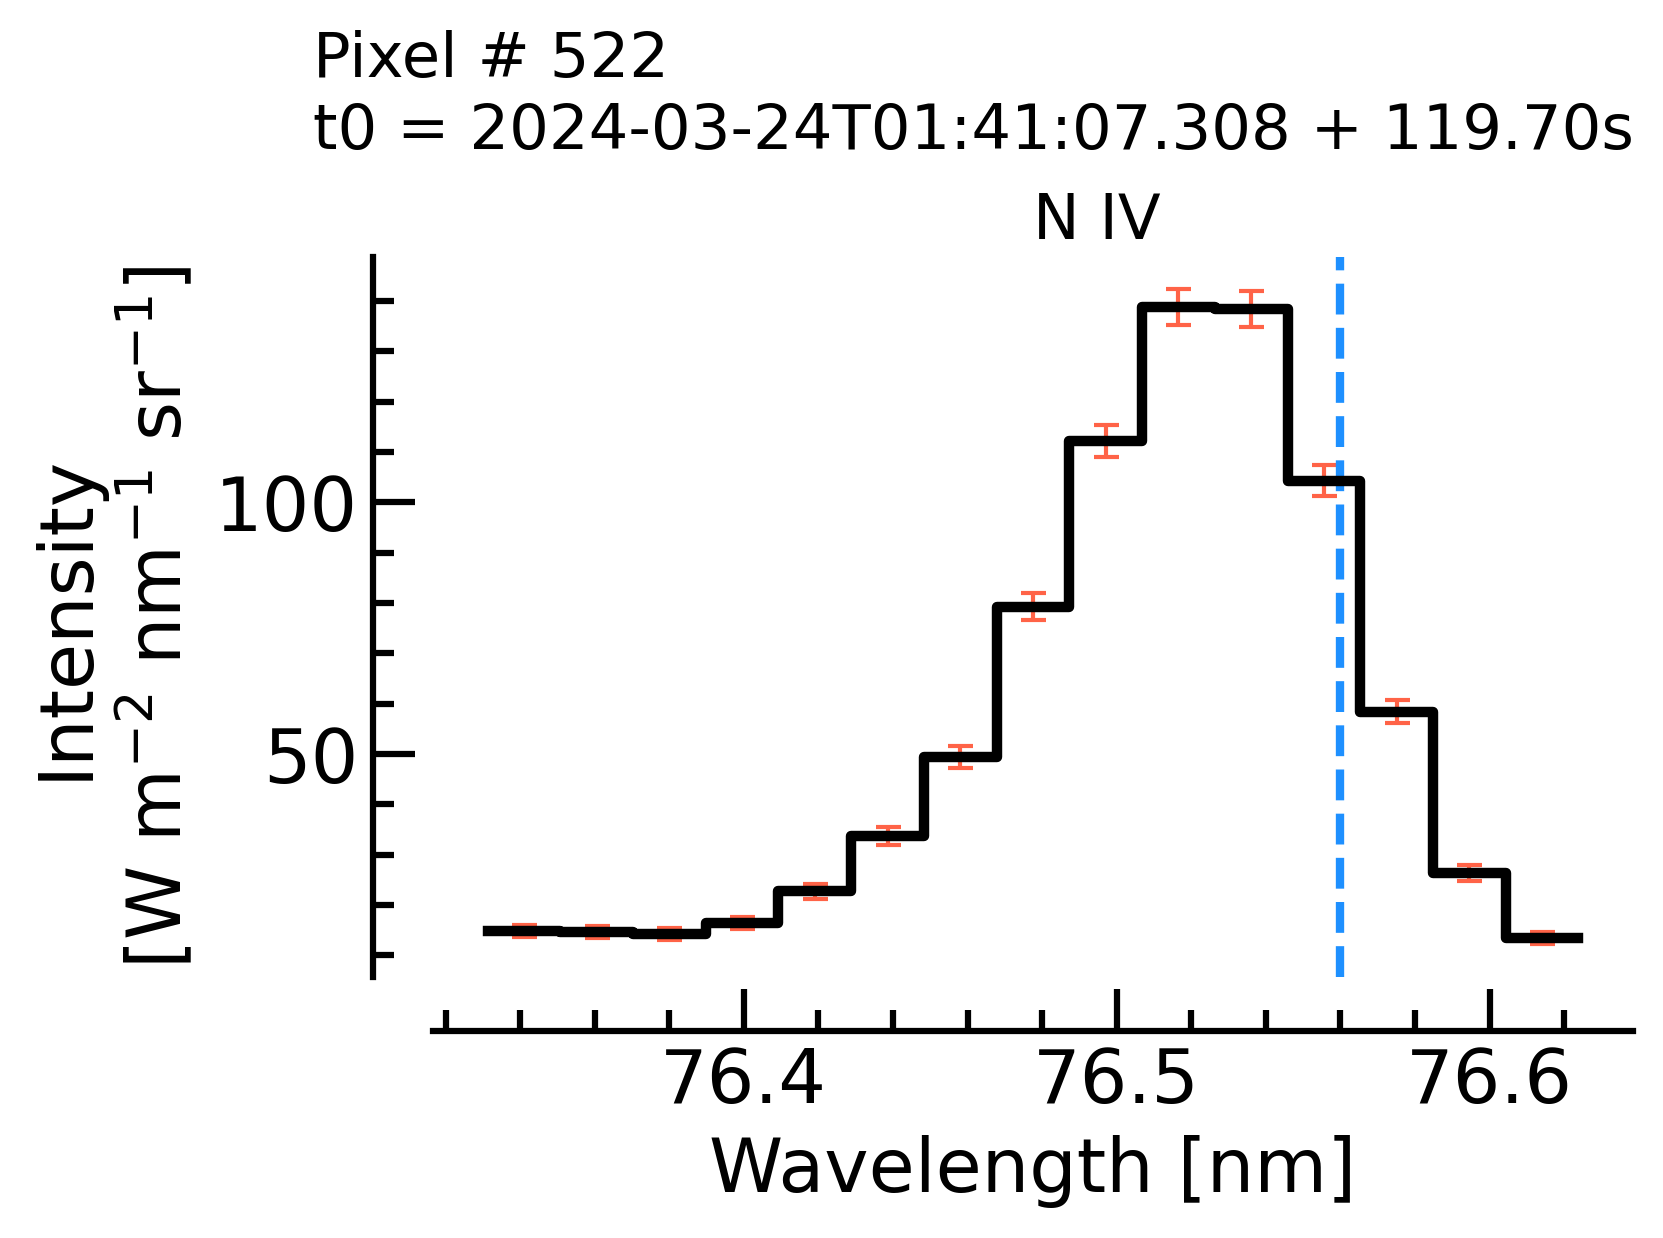 Pixel # 522
t0 = 2024-03-24T01:41:07.308 + 119.70s
N IV
Intensity
[W m⁻² nm⁻¹ sr⁻¹]
100
50
76.4 76.5 76.6
Wavelength [nm]